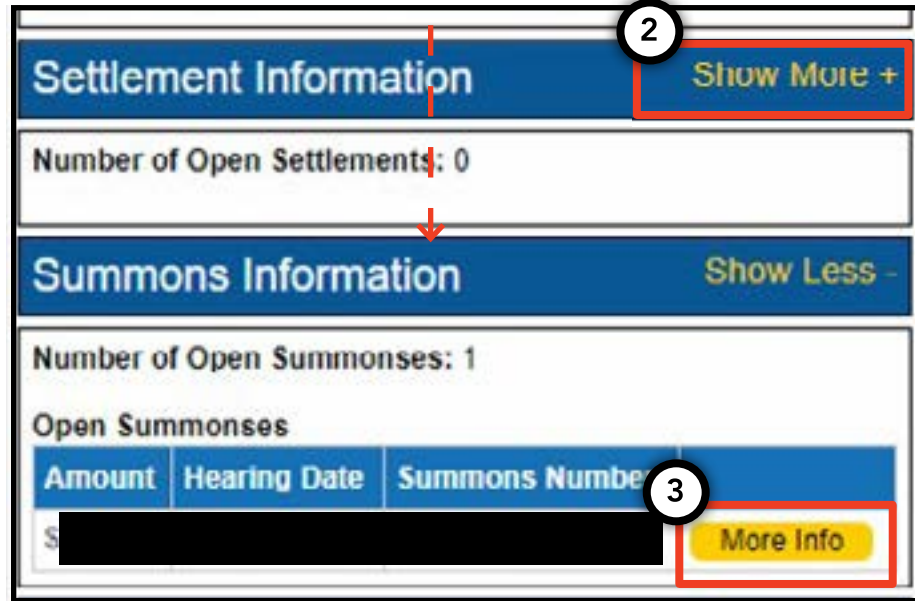 2
Settlement Information Show More +
Number of Open Settlements: 0
Summons Information Show Less -
Number of Open Summonses: 1
Open Summonses
Amount Hearing Date Summons Number
3
$ More Info